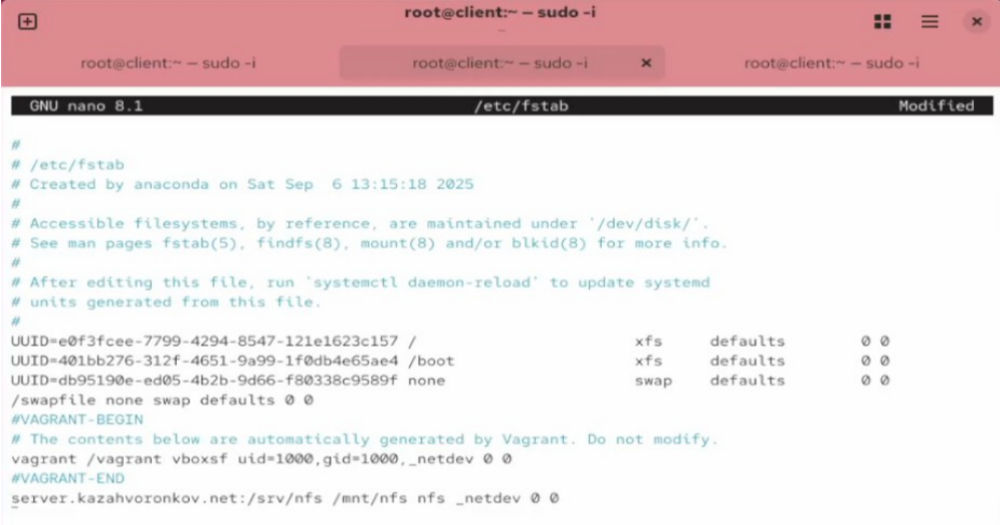 root@client:~ — sudo -i
root@client:~ — sudo -i
root@client:~ — sudo -i
root@client:~ — sudo -i
GNU nano 8.1 /etc/fstab Modified
#
# /etc/fstab
# Created by anaconda on Sat Sep  6 13:15:18 2025
#
# Accessible filesystems, by reference, are maintained under '/dev/disk/'.
# See man pages fstab(5), findfs(8), mount(8) and/or blkid(8) for more info.
#
# After editing this file, run 'systemctl daemon-reload' to update systemd
# units generated from this file.
#
UUID=e0f3fcee-7799-4294-8547-121e1623c157 / xfs defaults 0 0
UUID=401bb276-312f-4651-9a99-1f0db4e65ae4 /boot xfs defaults 0 0
UUID=db95190e-ed05-4b2b-9d66-f80338c9589f none swap defaults 0 0
/swapfile none swap defaults 0 0
#VAGRANT-BEGIN
# The contents below are automatically generated by Vagrant. Do not modify.
vagrant /vagrant vboxsf uid=1000,gid=1000,_netdev 0 0
#VAGRANT-END
server.kazahvoronkov.net:/srv/nfs /mnt/nfs nfs _netdev 0 0